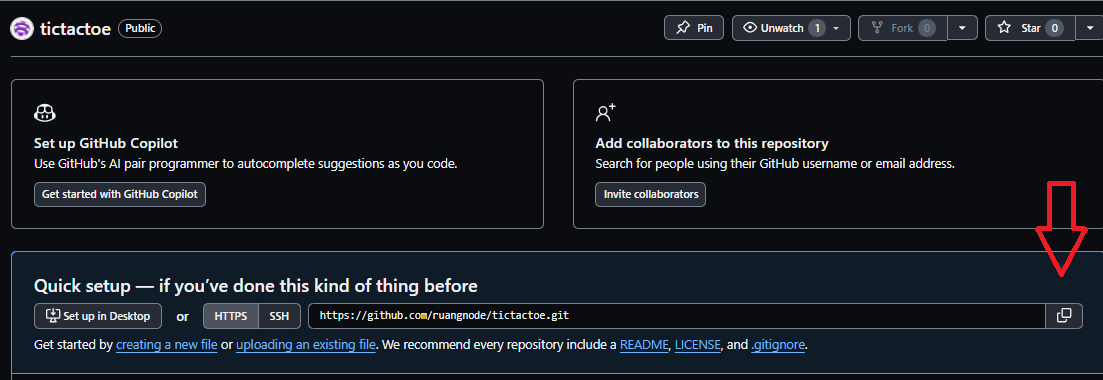 tictactoe Public
Pin
Unwatch 1
Fork 0
Star 0
Set up GitHub Copilot
Use GitHub's AI pair programmer to autocomplete suggestions as you code.
Get started with GitHub Copilot
Add collaborators to this repository
Search for people using their GitHub username or email address.
Invite collaborators
Quick setup — if you’ve done this kind of thing before
Set up in Desktop or HTTPS SSH https://github.com/ruangnode/tictactoe.git
Get started by creating a new file or uploading an existing file. We recommend every repository include a README, LICENSE, and .gitignore.